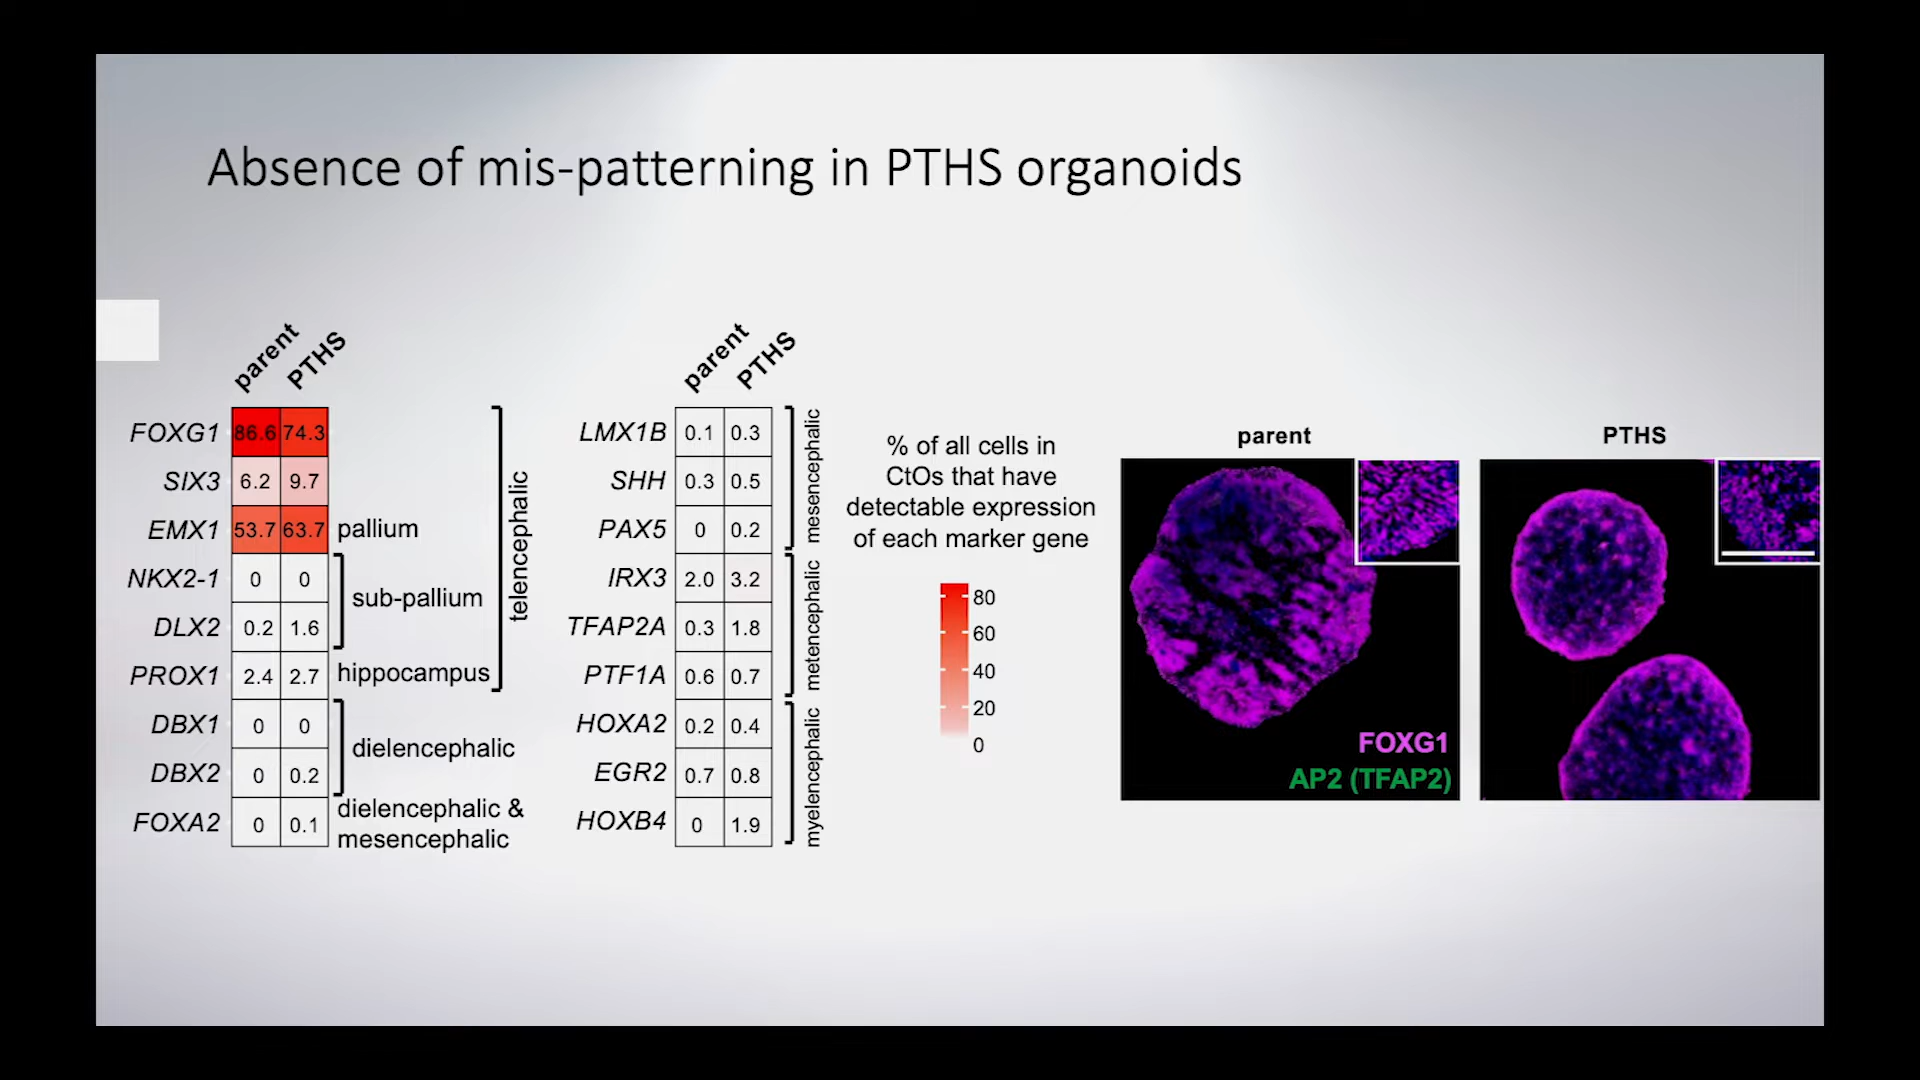 Absence of mis-patterning in PTHS organoids
parent PTHS
FOXG1 86.6 74.3
SIX3 6.2 9.7
EMX1 53.7 63.7 pallium
NKX2-1 0 0
DLX2 0.2 1.6
sub-pallium
PROX1 2.4 2.7 hippocampus
telencephalic
DBX1 0 0
DBX2 0 0.2
dielencephalic
FOXA2 0 0.1
dielencephalic &
mesencephalic
parent PTHS
LMX1B 0.1 0.3
SHH 0.3 0.5
PAX5 0 0.2
mesencephalic
IRX3 2.0 3.2
TFAP2A 0.3 1.8
PTF1A 0.6 0.7
metencephalic
HOXA2 0.2 0.4
EGR2 0.7 0.8
HOXB4 0 1.9
myelencephalic
% of all cells in
CtOs that have
detectable expression
of each marker gene
80
60
40
20
0
parent
FOXG1
AP2 (TFAP2)
PTHS